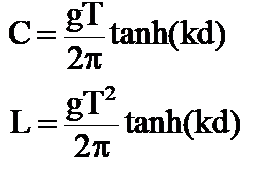 C = gT/2π tanh(kd)
L = gT²/2π tanh(kd)